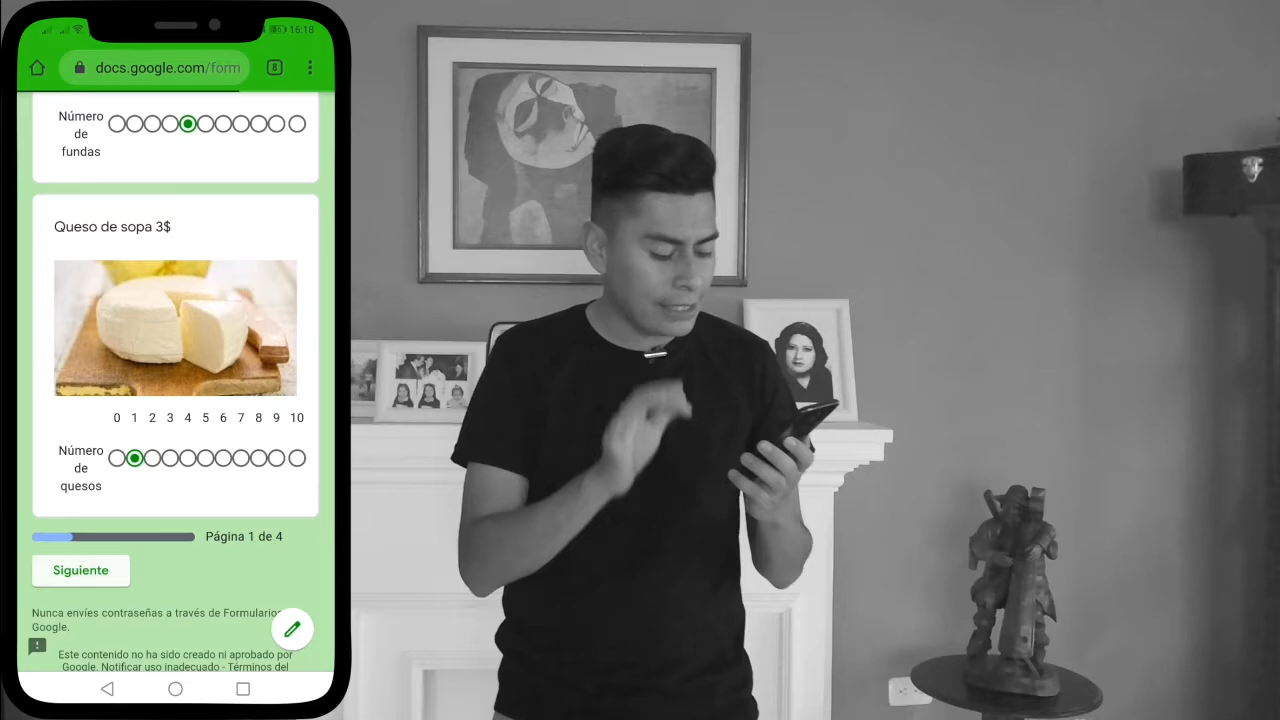 16:18
docs.google.com/form
8
Número
de
fundas
Queso de sopa 3$
0 1 2 3 4 5 6 7 8 9 10
Número
de
quesos
Página 1 de 4
Siguiente
Nunca envíes contraseñas a través de Formularios
Google.
Este contenido no ha sido creado ni aprobado por
Google. Notificar uso inadecuado - Términos del